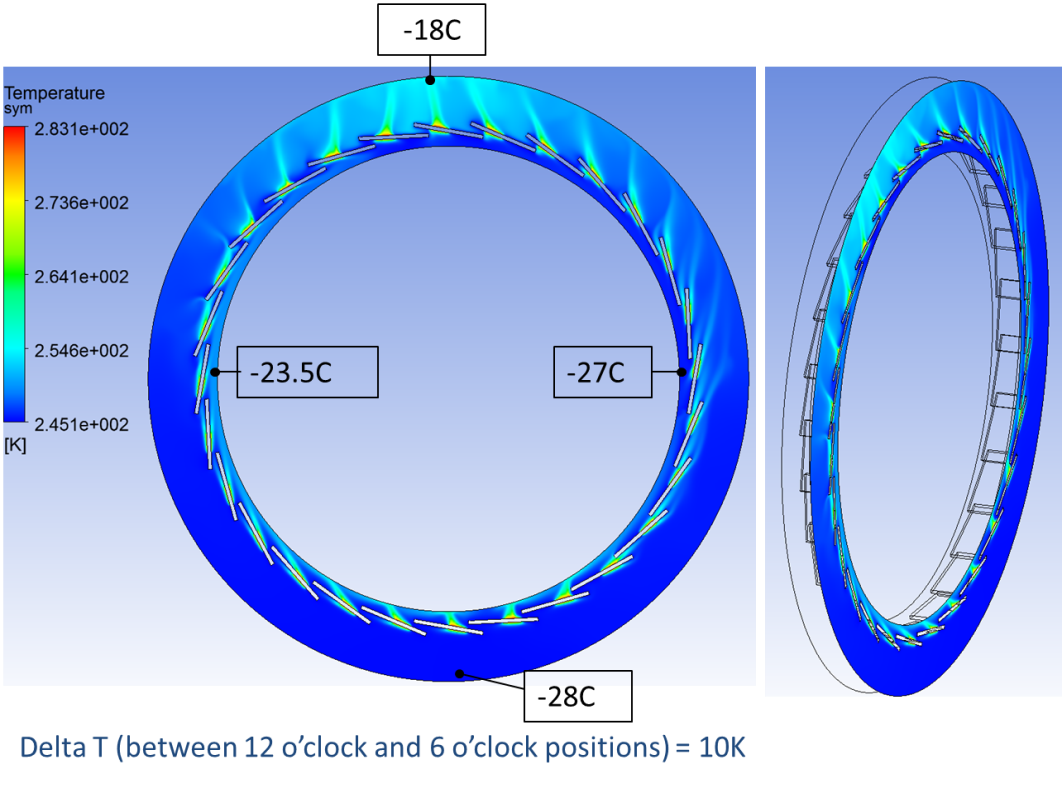 -18C
Temperature
sym
2.831e+002
2.736e+002
2.641e+002
2.546e+002
2.451e+002
[K]
-23.5C
-27C
-28C
Delta T (between 12 o’clock and 6 o’clock positions) = 10K